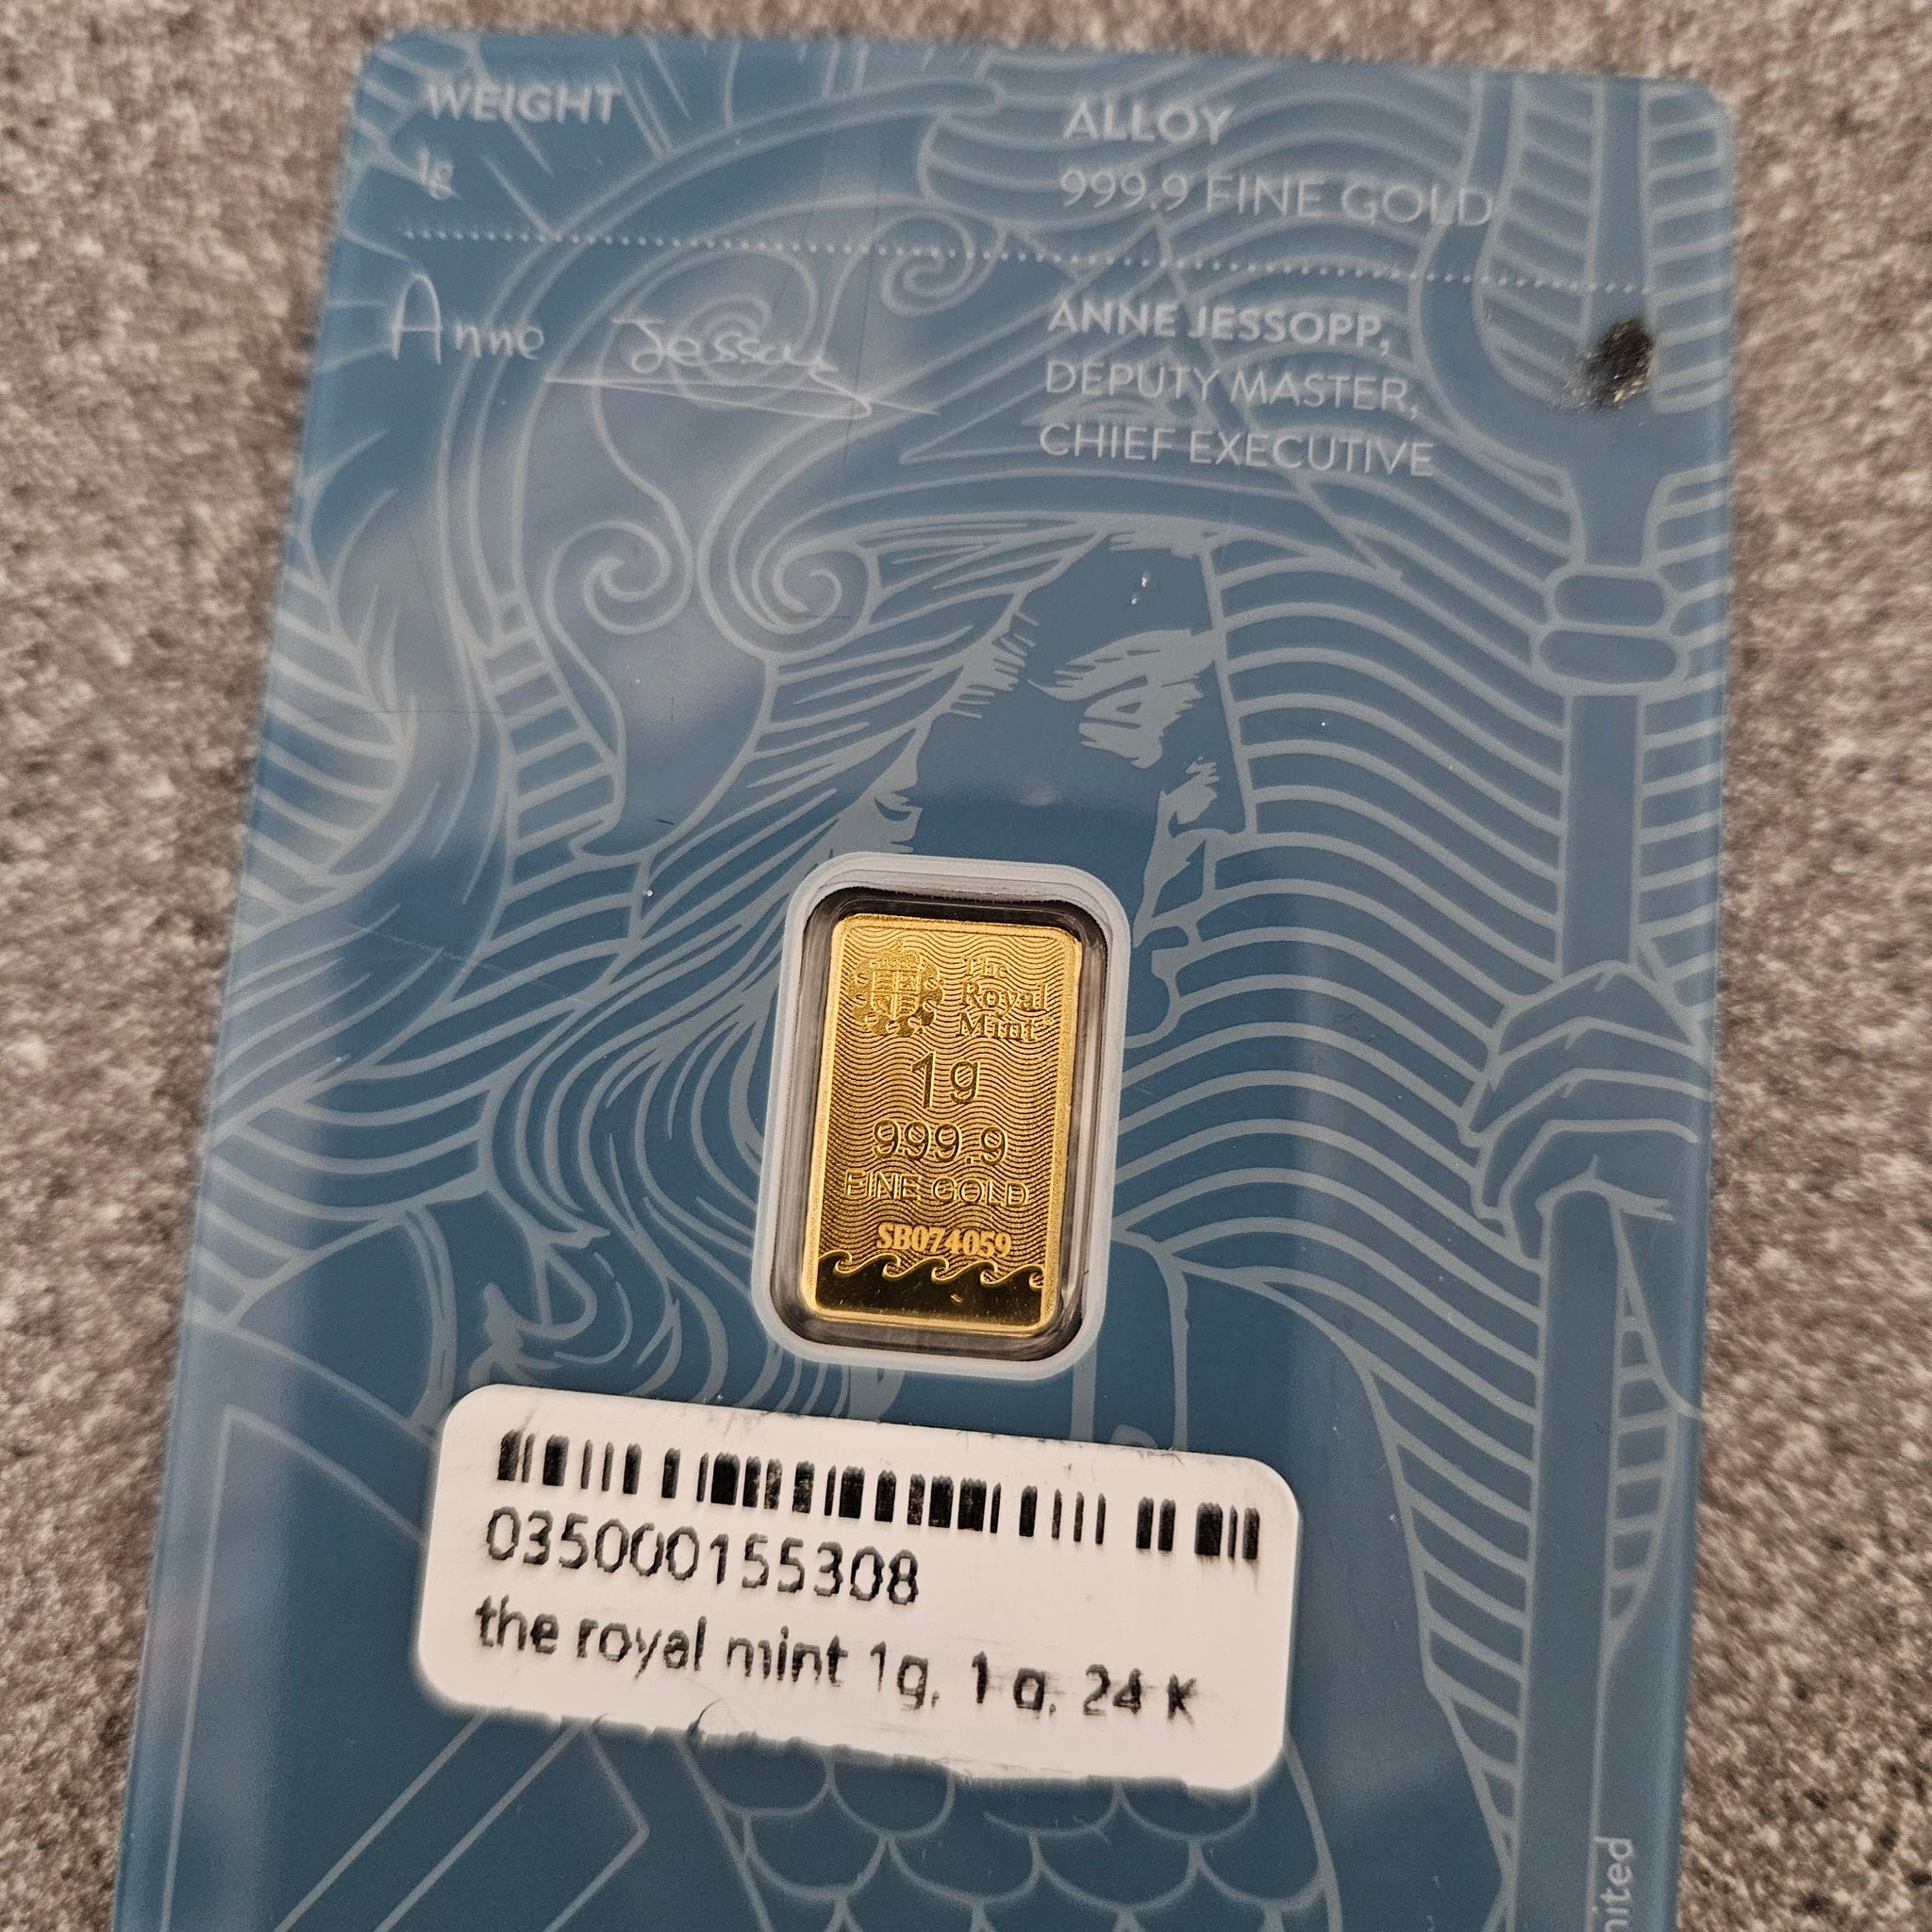 WEIGHT
1g
ALLOY
999.9 FINE GOLD
Anne Jessopp
ANNE JESSOPP,
DEPUTY MASTER,
CHIEF EXECUTIVE
The
Royal
Mint
1g
999.9
FINE GOLD
SB074059
035000155308
the royal mint 1g, 1 g, 24 K